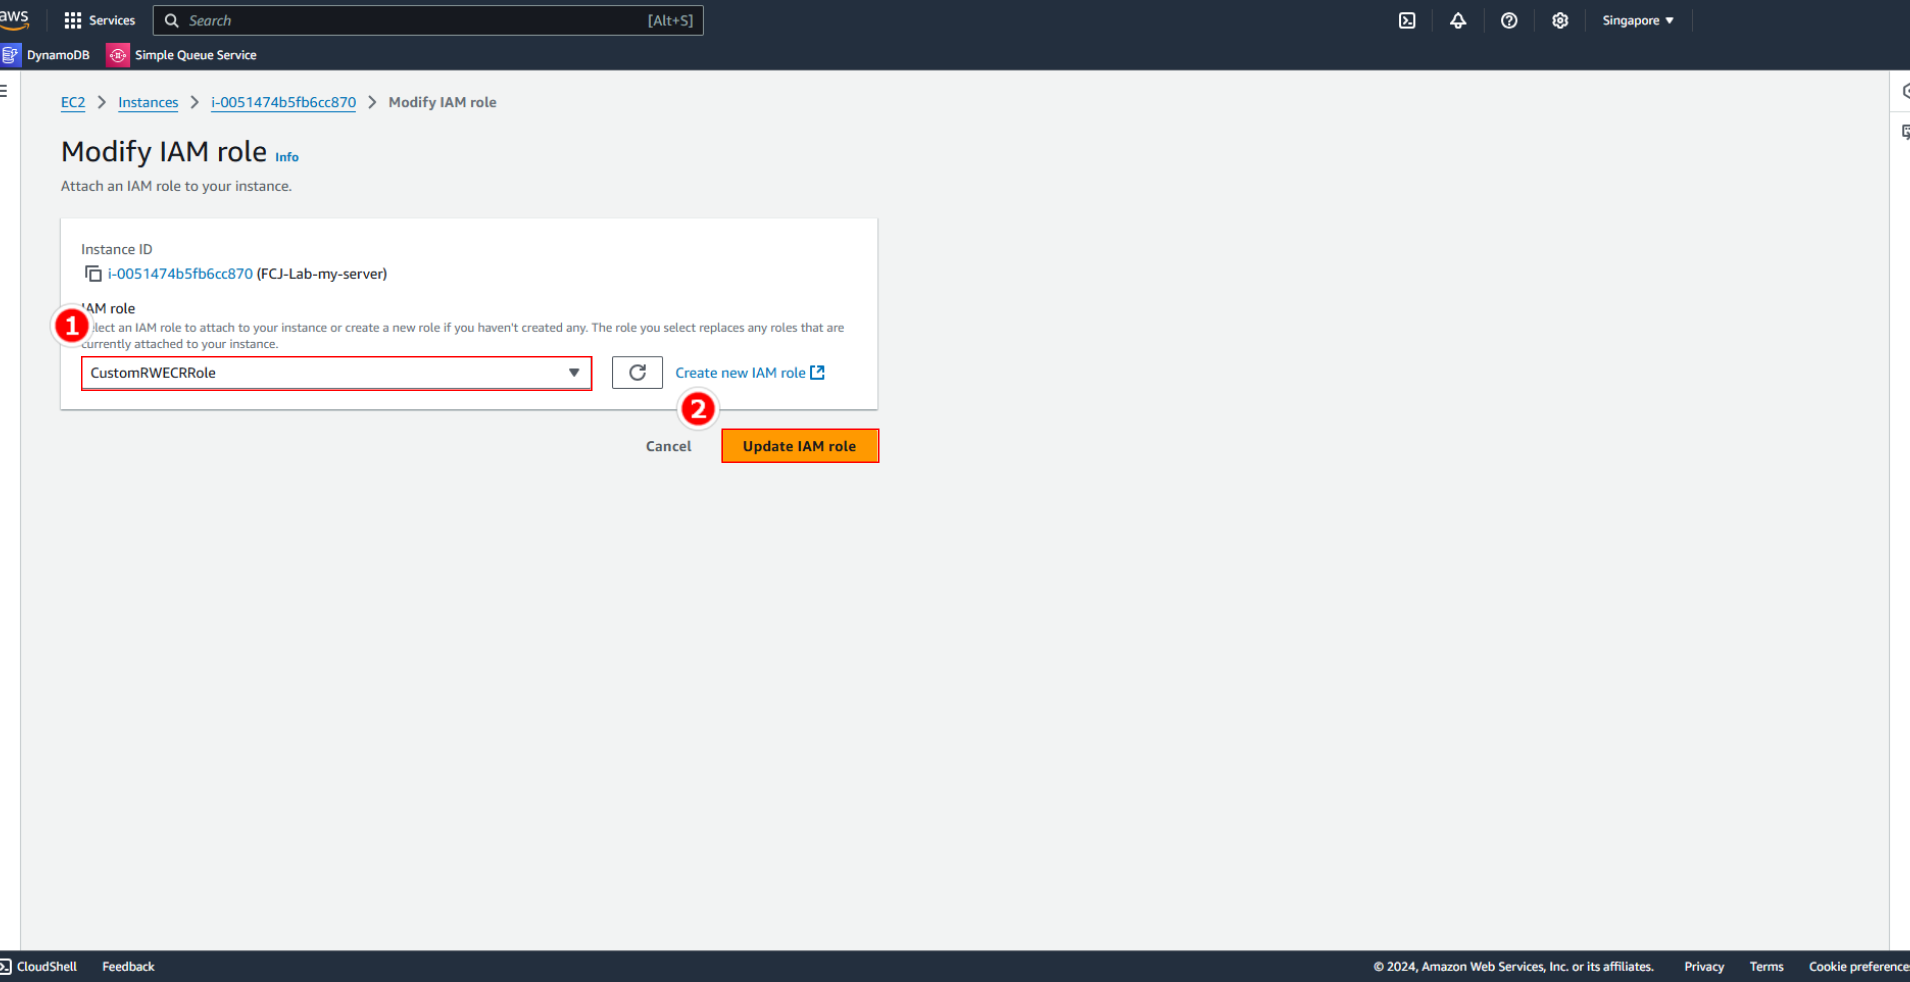 aws
Services
Search
[Alt+S]
Singapore
DynamoDB
Simple Queue Service
EC2
Instances
i-0051474b5fb6cc870
Modify IAM role
Modify IAM role
Info
Attach an IAM role to your instance.
Instance ID
i-0051474b5fb6cc870 (FCJ-Lab-my-server)
IAM role
1
elect an IAM role to attach to your instance or create a new role if you haven't created any. The role you select replaces any roles that are
currently attached to your instance.
CustomRWECRRole
Create new IAM role
2
Cancel
Update IAM role
CloudShell
Feedback
© 2024, Amazon Web Services, Inc. or its affiliates.
Privacy
Terms
Cookie preference